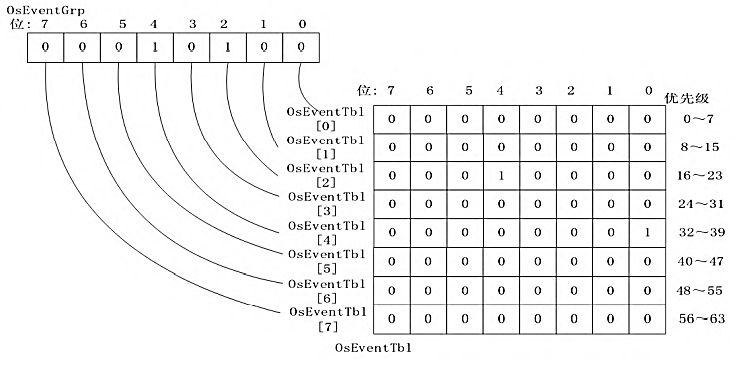 OsEventGrp
位: 7 6 5 4 3 2 1 0
0 0 0 1 0 1 0 0
位: 7 6 5 4 3 2 1 0
优先级
OsEventTbl
[0]
0 0 0 0 0 0 0 0
0～7
OsEventTbl
[1]
0 0 0 0 0 0 0 0
8～15
OsEventTbl
[2]
0 0 0 1 0 0 0 0
16～23
OsEventTbl
[3]
0 0 0 0 0 0 0 0
24～31
OsEventTbl
[4]
0 0 0 0 0 0 0 1
32～39
OsEventTbl
[5]
0 0 0 0 0 0 0 0
40～47
OsEventTbl
[6]
0 0 0 0 0 0 0 0
48～55
OsEventTbl
[7]
0 0 0 0 0 0 0 0
56～63
OsEventTbl